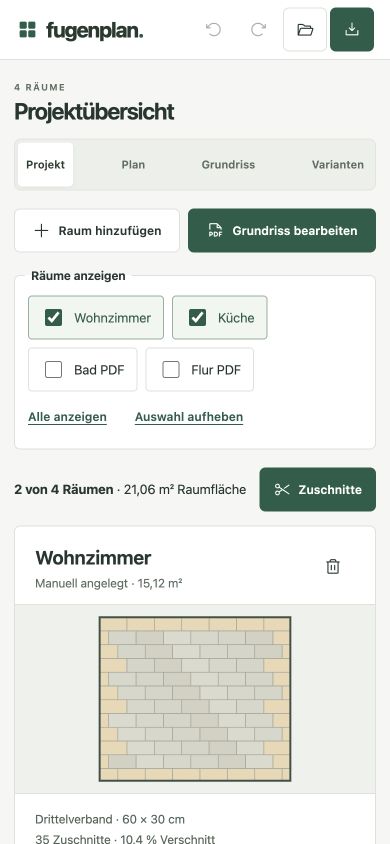 fugenplan.
4 RÄUME
Projektübersicht
Projekt Plan Grundriss Varianten
Raum hinzufügen PDF Grundriss bearbeiten
Räume anzeigen
Wohnzimmer Küche
Bad PDF Flur PDF
Alle anzeigen Auswahl aufheben
2 von 4 Räumen · 21,06 m² Raumfläche Zuschnitte
Wohnzimmer
Manuell angelegt · 15,12 m²
Drittelverband · 60 × 30 cm
35 Zuschnitte · 10,4 % Verschnitt